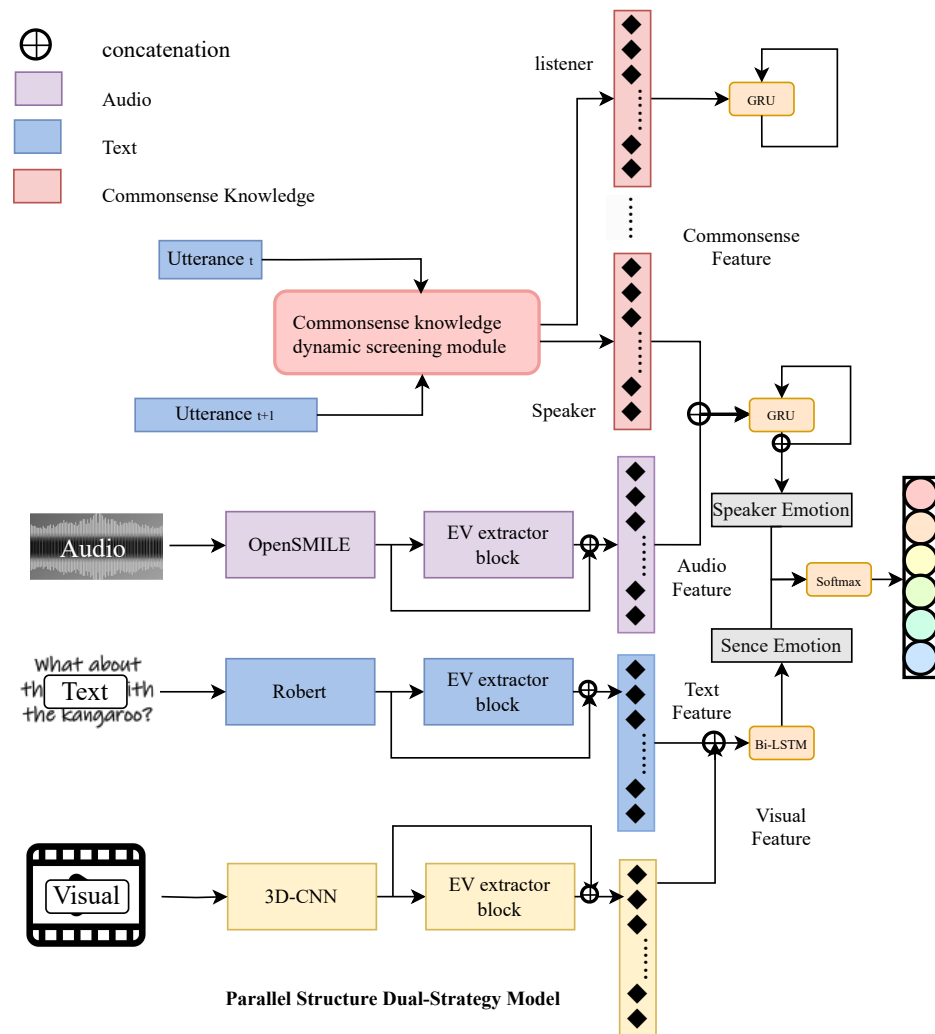 concatenation
Audio
Text
Commonsense Knowledge
listener
GRU
Commonsense
Feature
Utterance t
Commonsense knowledge
dynamic screening module
Utterance t+1
Speaker
GRU
Speaker Emotion
Audio
OpenSMILE
EV extractor
block
Audio
Feature
Softmax
Sence Emotion
What about
th
ith
Text
the kangaroo?
Robert
EV extractor
block
Text
Feature
Bi-LSTM
Visual
Feature
Visual
3D-CNN
EV extractor
block
Parallel Structure Dual-Strategy Model